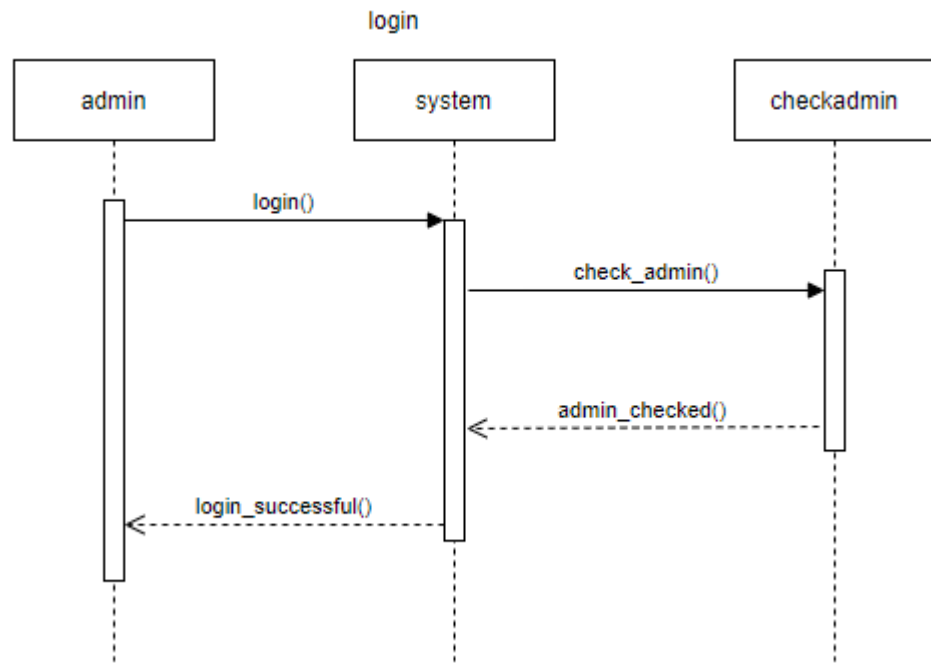 login
admin
system
checkadmin
login()
check_admin()
admin_checked()
login_successful()